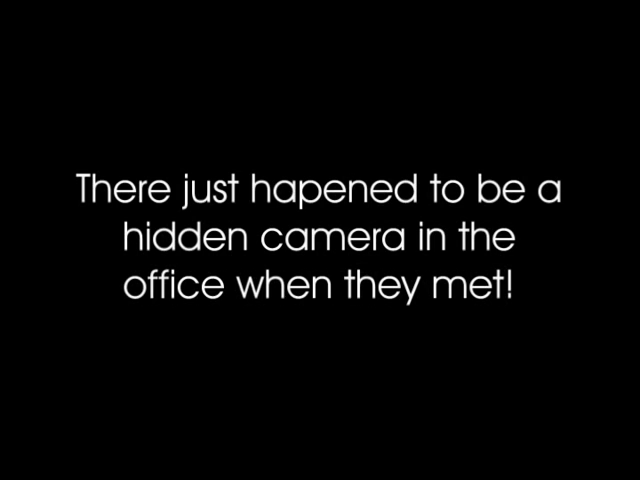 There just hapened to be a
hidden camera in the
office when they met!